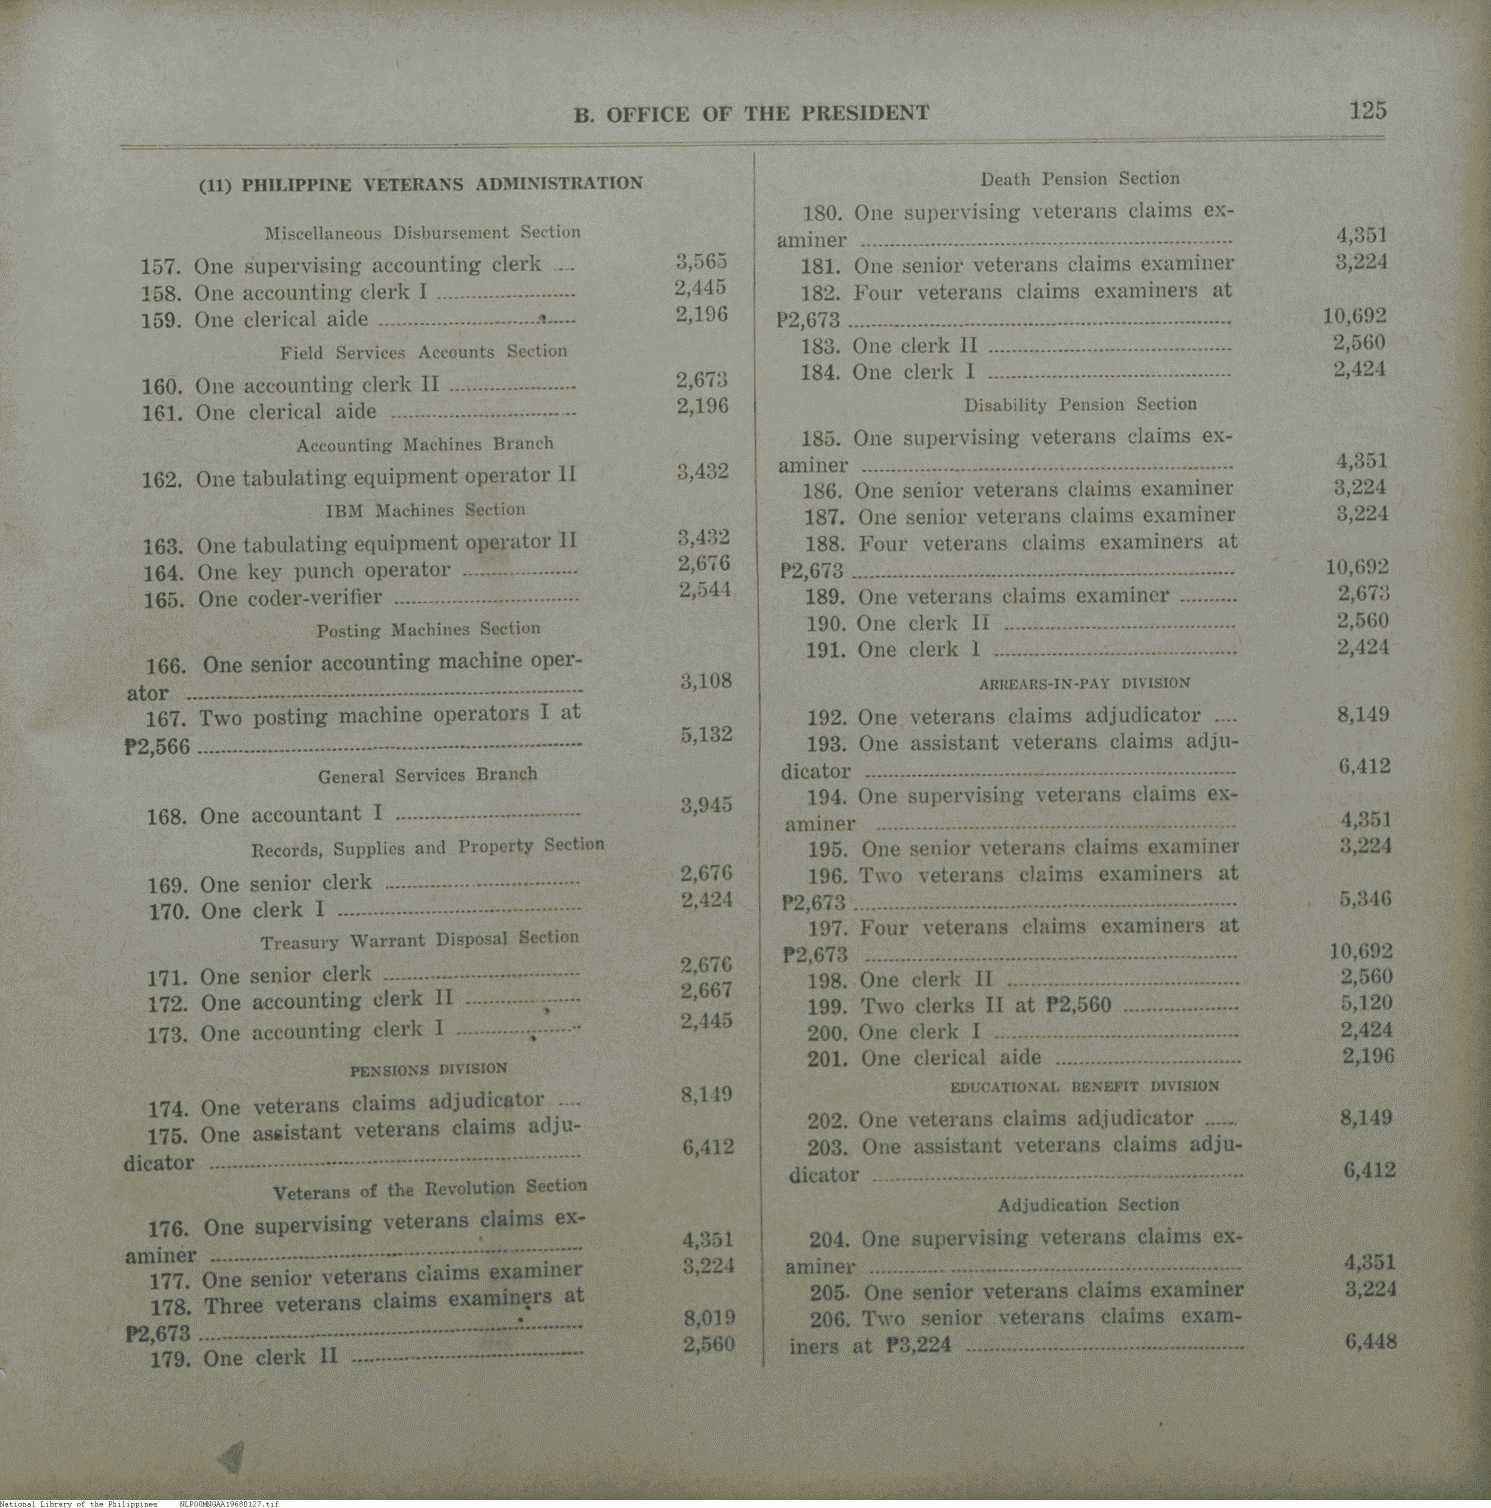 B. OFFICE OF THE PRESIDENT 125
(11) PHILIPPINE VETERANS ADMINISTRATION
Miscellaneous Disbursement Section
157. One supervising accounting clerk .... 3,565
158. One accounting clerk I ........................ 2,445
159. One clerical aide .................................. 2,196
Field Services Accounts Section
160. One accounting clerk II ...................... 2,673
161. One clerical aide ................................ 2,196
Accounting Machines Branch
162. One tabulating equipment operator II 3,432
IBM Machines Section
163. One tabulating equipment operator II 3,432
164. One key punch operator .................... 2,676
165. One coder-verifier ................................ 2,544
Posting Machines Section
166. One senior accounting machine oper-
ator .................................................................... 3,108
167. Two posting machine operators I at
₱2,566 .................................................................. 5,132
General Services Branch
168. One accountant I ................................ 3,945
Records, Supplies and Property Section
169. One senior clerk .................................. 2,676
170. One clerk I .......................................... 2,424
Treasury Warrant Disposal Section
171. One senior clerk .................................. 2,676
172. One accounting clerk II .................... 2,667
173. One accounting clerk I ...................... 2,445
PENSIONS DIVISION
174. One veterans claims adjudicator .... 8,149
175. One assistant veterans claims adju-
dicator ................................................................ 6,412
Veterans of the Revolution Section
176. One supervising veterans claims ex-
aminer ................................................................ 4,351
177. One senior veterans claims examiner 3,224
178. Three veterans claims examiners at
₱2,673 .................................................................. 8,019
179. One clerk II ........................................ 2,560
Death Pension Section
180. One supervising veterans claims ex-
aminer ................................................................ 4,351
181. One senior veterans claims examiner 3,224
182. Four veterans claims examiners at
₱2,673 .................................................................. 10,692
183. One clerk II .......................................... 2,560
184. One clerk I .......................................... 2,424
Disability Pension Section
185. One supervising veterans claims ex-
aminer ................................................................ 4,351
186. One senior veterans claims examiner 3,224
187. One senior veterans claims examiner 3,224
188. Four veterans claims examiners at
₱2,673 .................................................................. 10,692
189. One veterans claims examiner .......... 2,673
190. One clerk II ........................................ 2,560
191. One clerk I .......................................... 2,424
ARREARS-IN-PAY DIVISION
192. One veterans claims adjudicator .... 8,149
193. One assistant veterans claims adju-
dicator ................................................................ 6,412
194. One supervising veterans claims ex-
aminer ................................................................ 4,351
195. One senior veterans claims examiner 3,224
196. Two veterans claims examiners at
₱2,673 .................................................................. 5,346
197. Four veterans claims examiners at
₱2,673 .................................................................. 10,692
198. One clerk II ........................................ 2,560
199. Two clerks II at ₱2,560 .................... 5,120
200. One clerk I .......................................... 2,424
201. One clerical aide ................................ 2,196
EDUCATIONAL BENEFIT DIVISION
202. One veterans claims adjudicator ...... 8,149
203. One assistant veterans claims adju-
dicator ................................................................ 6,412
Adjudication Section
204. One supervising veterans claims ex-
aminer ................................................................ 4,351
205. One senior veterans claims examiner 3,224
206. Two senior veterans claims exam-
iners at ₱3,224 ................................................ 6,448
National Library of the Philippines NLPOOMNGAA19680127.tif